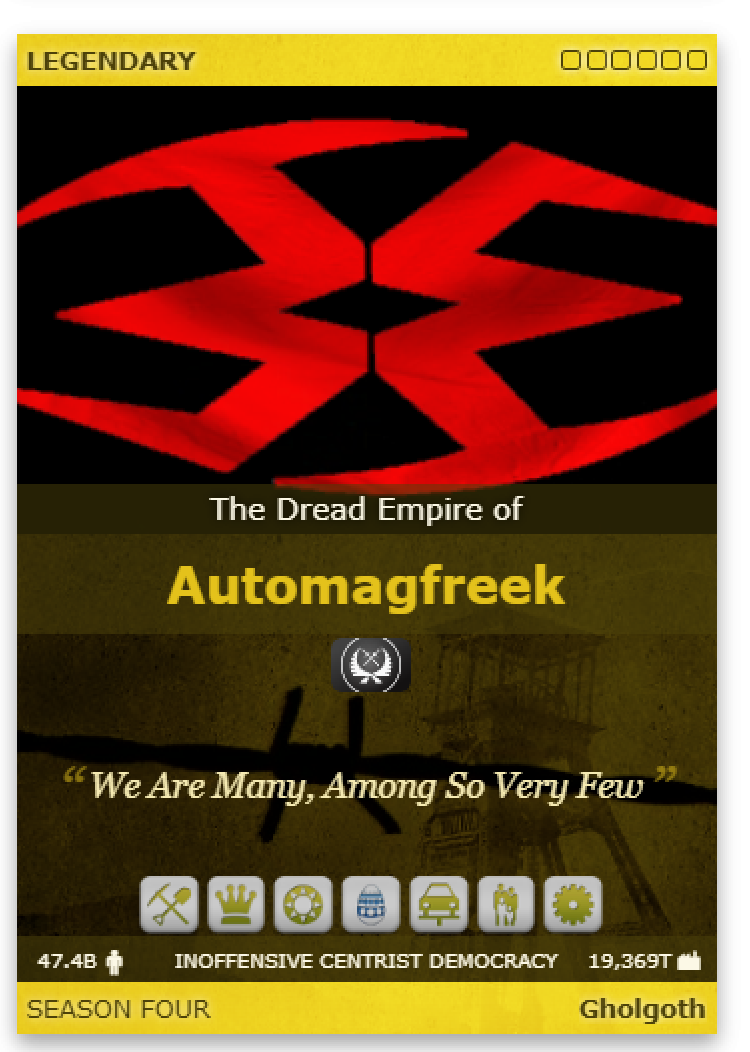 LEGENDARY
The Dread Empire of
Automagfreek
“We Are Many, Among So Very Few”
47.4B INOFFENSIVE CENTRIST DEMOCRACY 19,369T
SEASON FOUR Gholgoth